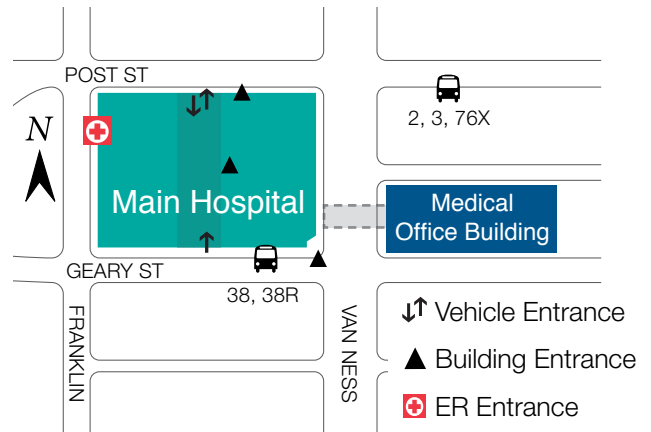 POST ST
N
2, 3, 76X
Main Hospital
Medical
Office Building
GEARY ST
38, 38R
FRANKLIN
VAN NESS
Vehicle Entrance
Building Entrance
ER Entrance